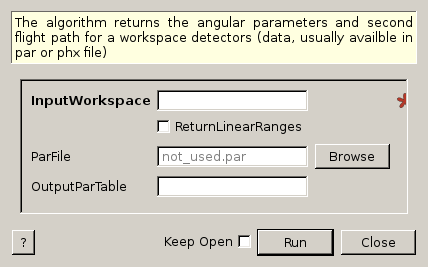 The algorithm returns the angular parameters and second
flight path for a workspace detectors (data, usually availble in
par or phx file)
InputWorkspace
ReturnLinearRanges
ParFile not_used.par Browse
OutputParTable
? Keep Open Run Close